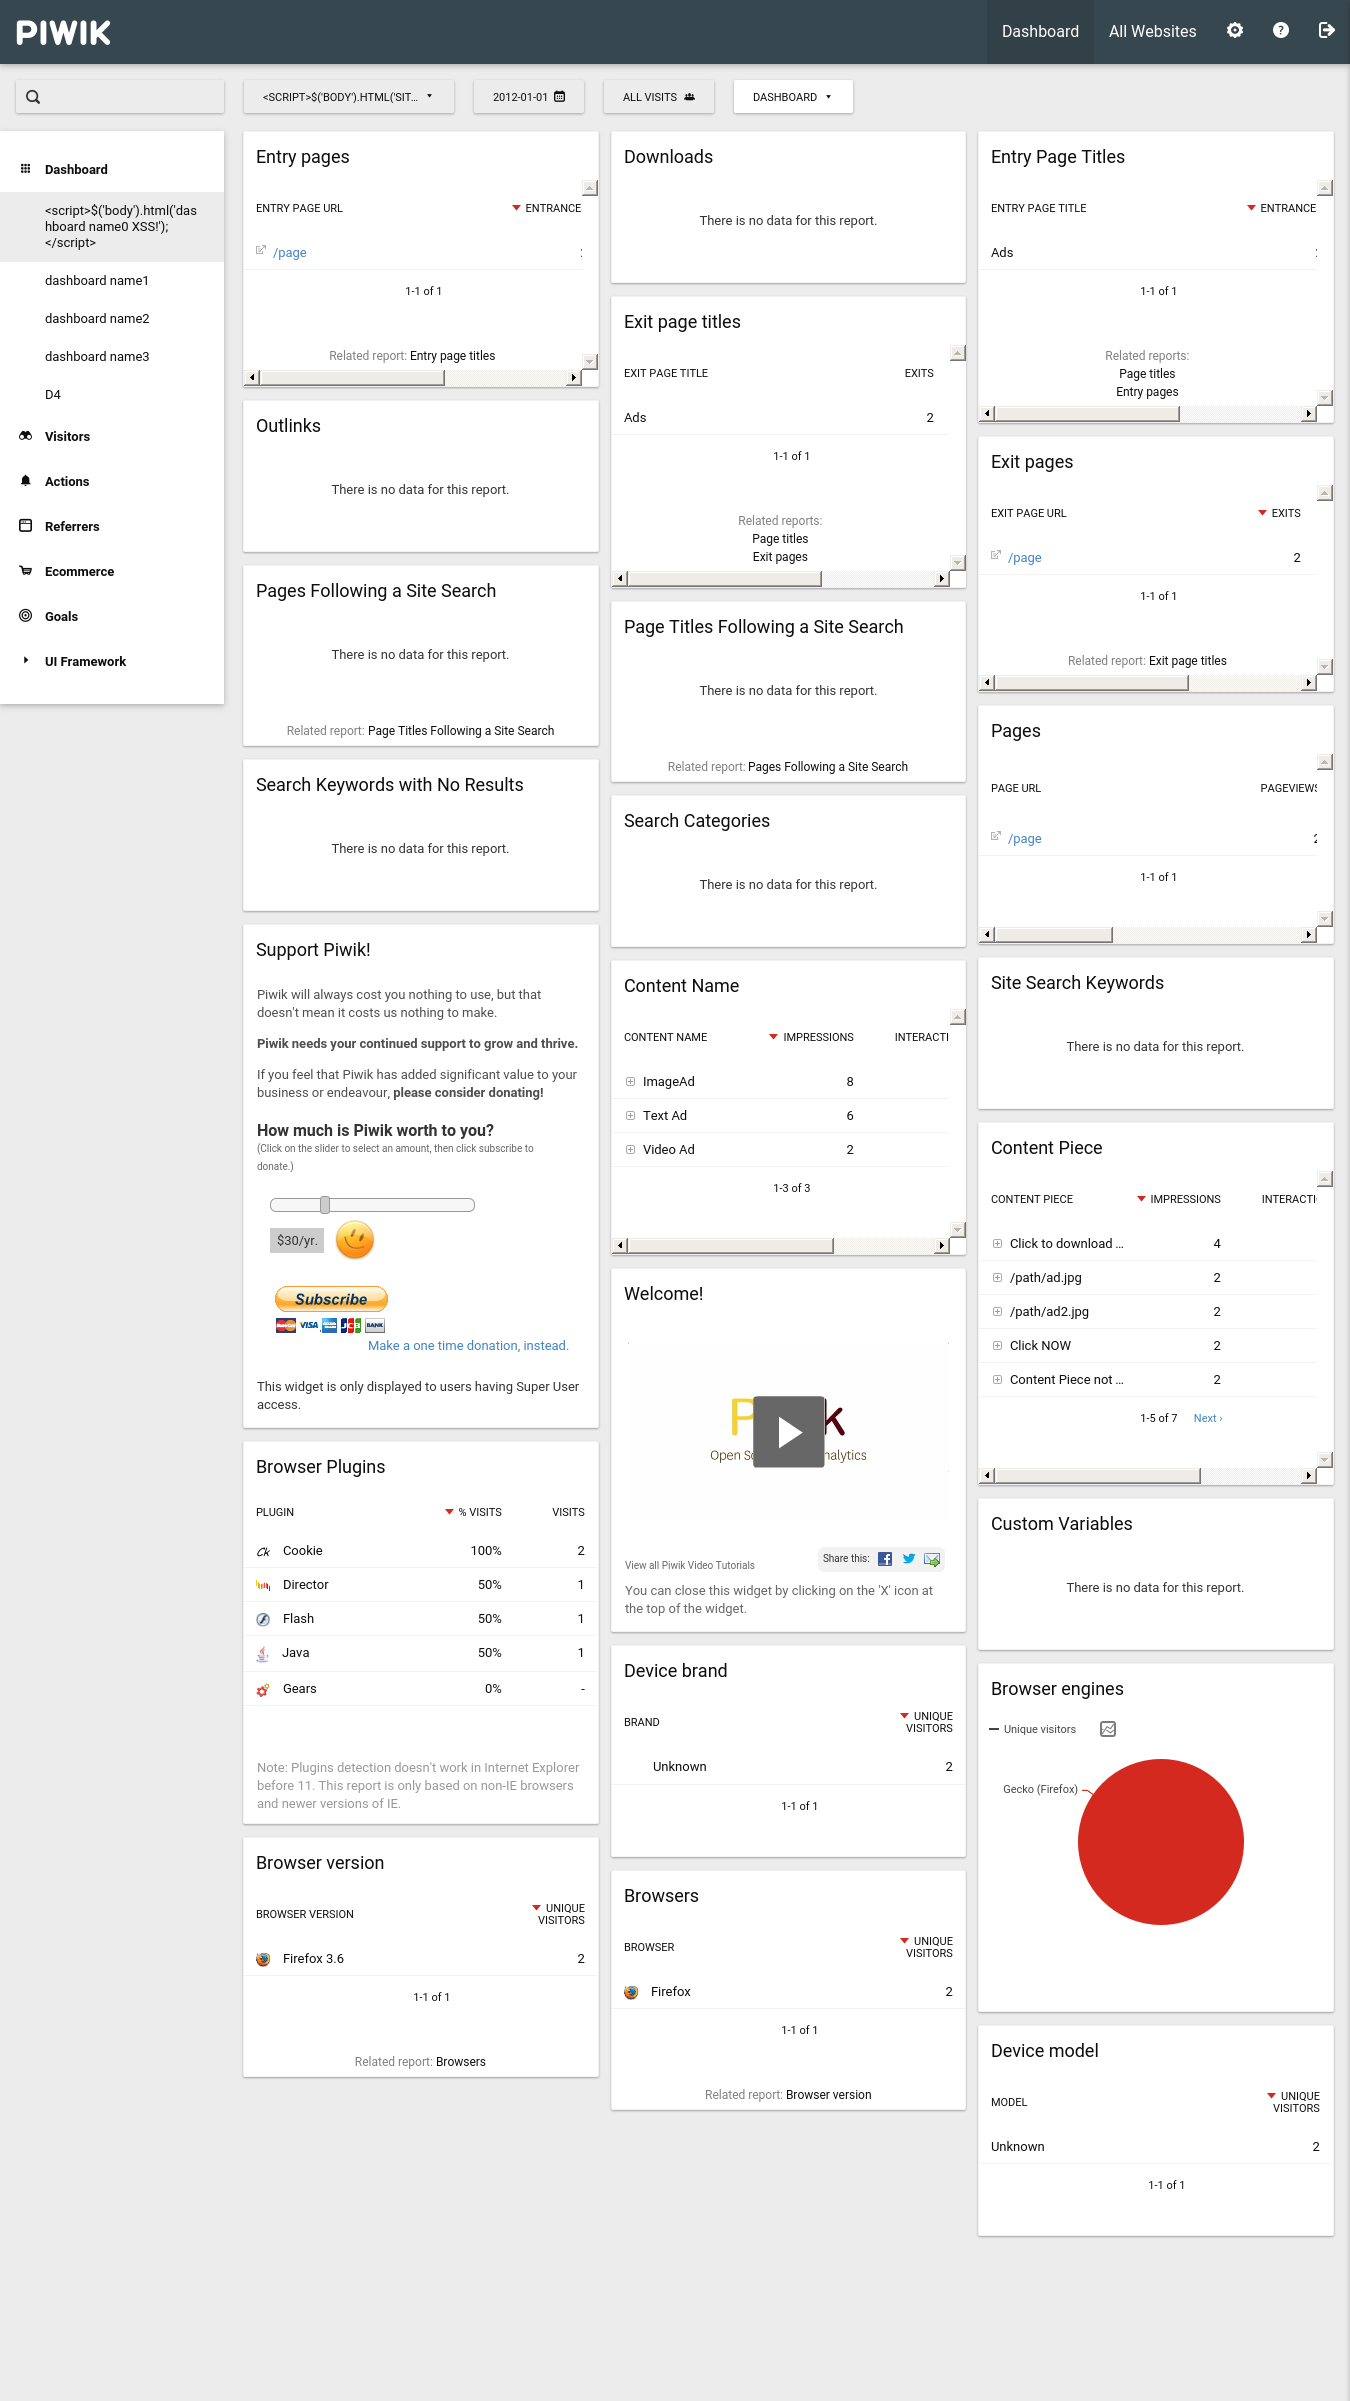 PIWIK
Dashboard
All Websites
<SCRIPT>$('BODY').HTML('SIT...
2012-01-01
ALL VISITS
DASHBOARD
Dashboard
<script>$('body').html('das
hboard name0 XSS!');
</script>
dashboard name1
dashboard name2
dashboard name3
D4
Visitors
Actions
Referrers
Ecommerce
Goals
UI Framework
Entry pages
ENTRY PAGE URL ENTRANCE
/page
1-1 of 1
Related report: Entry page titles
Outlinks
There is no data for this report.
Pages Following a Site Search
There is no data for this report.
Related report: Page Titles Following a Site Search
Search Keywords with No Results
There is no data for this report.
Support Piwik!
Piwik will always cost you nothing to use, but that
doesn't mean it costs us nothing to make.
Piwik needs your continued support to grow and thrive.
If you feel that Piwik has added significant value to your
business or endeavour, please consider donating!
How much is Piwik worth to you?
(Click on the slider to select an amount, then click subscribe to
donate.)
$30/yr.
Subscribe
VISA
JCB
BANK
Make a one time donation, instead.
This widget is only displayed to users having Super User
access.
Browser Plugins
PLUGIN % VISITS VISITS
Cookie 100% 2
Director 50% 1
Flash 50% 1
Java 50% 1
Gears 0% -
Note: Plugins detection doesn't work in Internet Explorer
before 11. This report is only based on non-IE browsers
and newer versions of IE.
Browser version
BROWSER VERSION UNIQUE
VISITORS
Firefox 3.6 2
1-1 of 1
Related report: Browsers
Downloads
There is no data for this report.
Exit page titles
EXIT PAGE TITLE EXITS
Ads 2
1-1 of 1
Related reports:
Page titles
Exit pages
Page Titles Following a Site Search
There is no data for this report.
Related report: Pages Following a Site Search
Search Categories
There is no data for this report.
Content Name
CONTENT NAME IMPRESSIONS INTERACTI
ImageAd 8
Text Ad 6
Video Ad 2
1-3 of 3
Welcome!
P k
Open So nalytics
View all Piwik Video Tutorials
Share this:
You can close this widget by clicking on the 'X' icon at
the top of the widget.
Device brand
BRAND UNIQUE
VISITORS
Unknown 2
1-1 of 1
Browsers
BROWSER UNIQUE
VISITORS
Firefox 2
1-1 of 1
Related report: Browser version
Entry Page Titles
ENTRY PAGE TITLE ENTRANCE
Ads
1-1 of 1
Related reports:
Page titles
Entry pages
Exit pages
EXIT PAGE URL EXITS
/page 2
1-1 of 1
Related report: Exit page titles
Pages
PAGE URL PAGEVIEWS
/page 2
1-1 of 1
Site Search Keywords
There is no data for this report.
Content Piece
CONTENT PIECE IMPRESSIONS INTERACTI
Click to download ... 4
/path/ad.jpg 2
/path/ad2.jpg 2
Click NOW 2
Content Piece not ... 2
1-5 of 7 Next ›
Custom Variables
There is no data for this report.
Browser engines
Unique visitors
Gecko (Firefox)
Device model
MODEL UNIQUE
VISITORS
Unknown 2
1-1 of 1